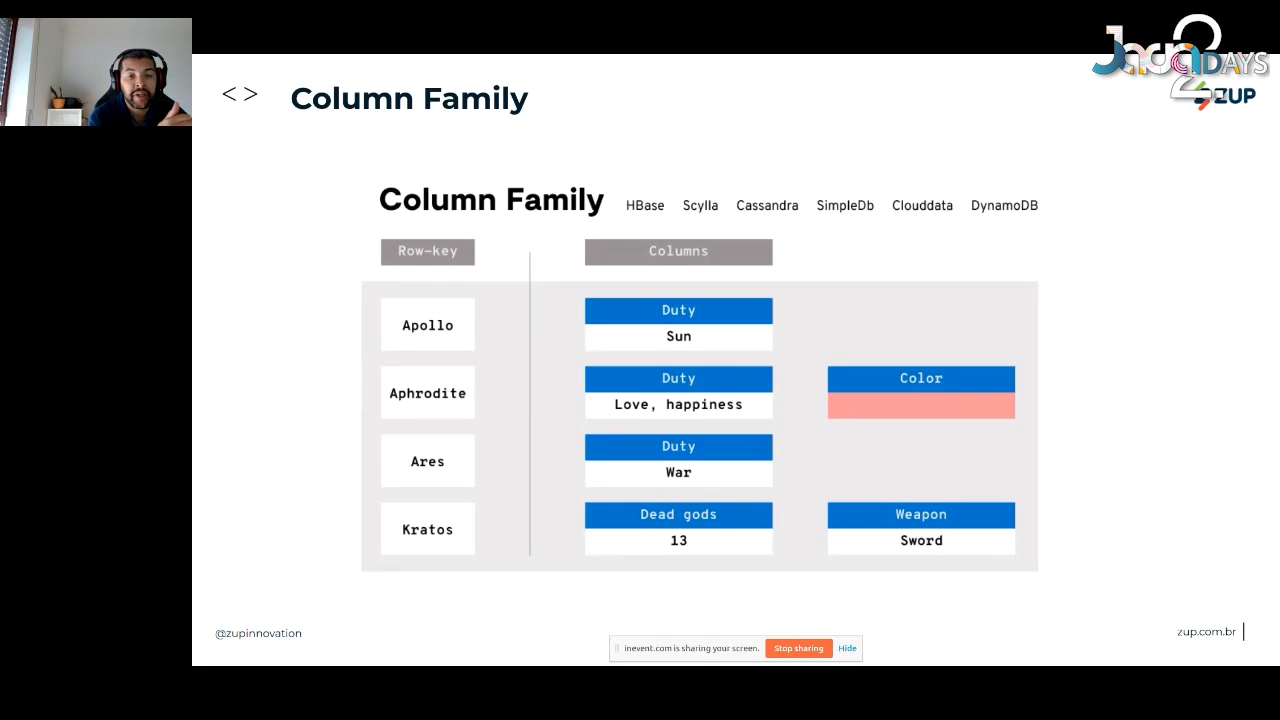 < > Column Family
Java2DAYS
ZUP
Column Family HBase Scylla Cassandra SimpleDb Clouddata DynamoDB
Row-key Columns
Apollo Duty Sun
Aphrodite Duty Love, happiness Color
Ares Duty War
Kratos Dead gods 13 Weapon Sword
@zupinnovation
zup.com.br
inevent.com is sharing your screen. Stop sharing Hide